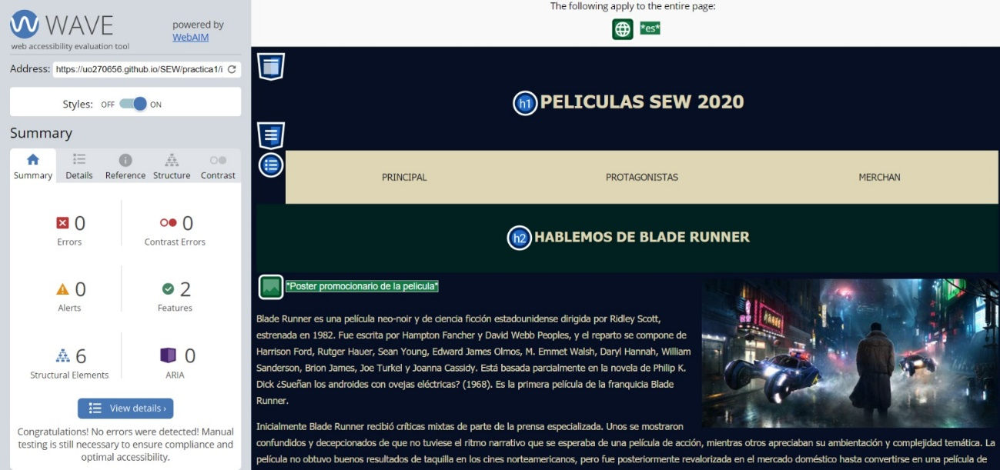 WAVE
powered by
WebAIM
web accessibility evaluation tool
Address: https://uo270656.github.io/SEW/practica1/i
Styles: OFF ON
Summary
Summary Details Reference Structure Contrast
0 0
Errors Contrast Errors
0 2
Alerts Features
6 0
Structural Elements ARIA
View details ›
Congratulations! No errors were detected! Manual
testing is still necessary to ensure compliance and
optimal accessibility.
The following apply to the entire page:
*es*
h1 PELICULAS SEW 2020
PRINCIPAL PROTAGONISTAS MERCHAN
h2 HABLEMOS DE BLADE RUNNER
*Poster promocionario de la pelicula*
Blade Runner es una película neo-noir y de ciencia ficción estadounidense dirigida por Ridley Scott,
estrenada en 1982. Fue escrita por Hampton Fancher y David Webb Peoples, y el reparto se compone de
Harrison Ford, Rutger Hauer, Sean Young, Edward James Olmos, M. Emmet Walsh, Daryl Hannah, William
Sanderson, Brion James, Joe Turkel y Joanna Cassidy. Está basada parcialmente en la novela de Philip K.
Dick ¿Sueñan los androides con ovejas eléctricas? (1968). Es la primera película de la franquicia Blade
Runner.
Inicialmente Blade Runner recibió críticas mixtas de parte de la prensa especializada. Unos se mostraron
confundidos y decepcionados de que no tuviese el ritmo narrativo que se esperaba de una película de acción, mientras otros apreciaban su ambientación y complejidad temática. La
película no obtuvo buenos resultados de taquilla en los cines norteamericanos, pero fue posteriormente revalorizada en el mercado doméstico hasta convertirse en una película de